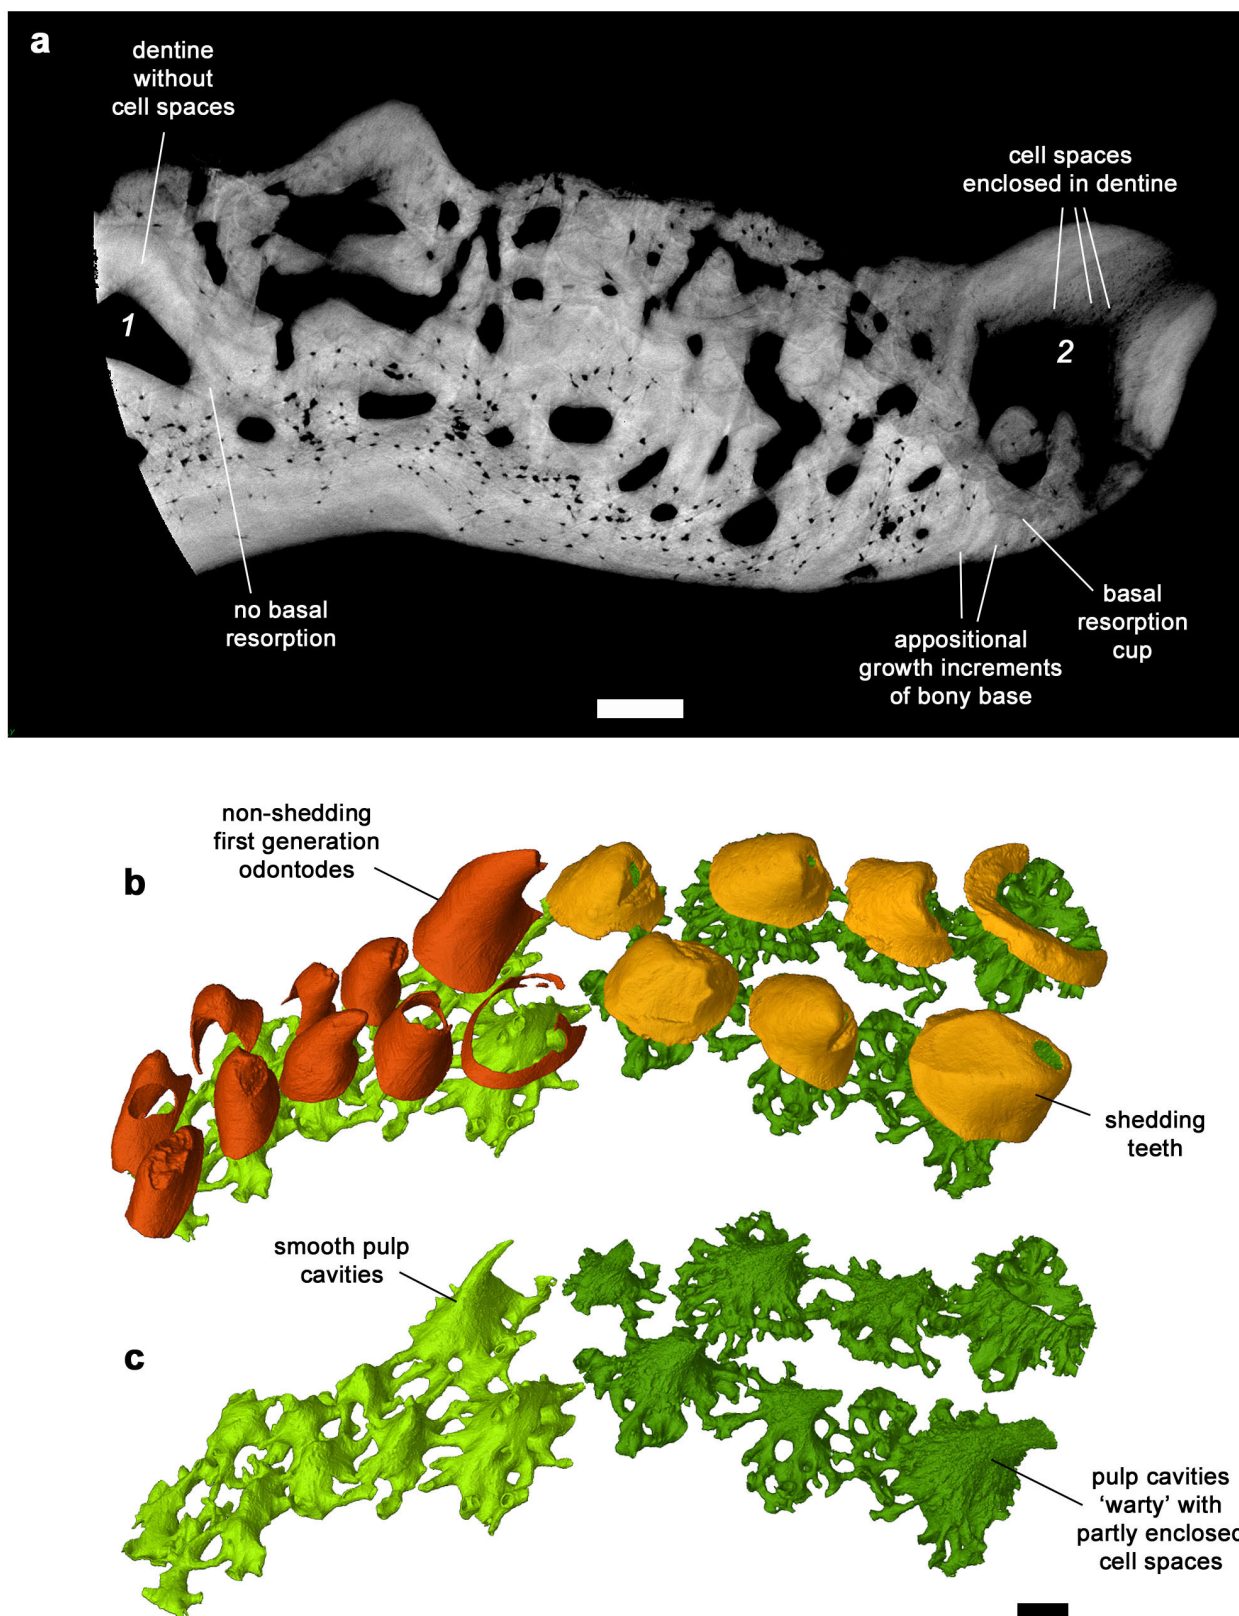 a
dentine
without
cell spaces
cell spaces
enclosed in dentine
1
2
no basal
resorption
appositional
growth increments
of bony base
basal
resorption
cup
non-shedding
first generation
odontodes
b
shedding
teeth
smooth pulp
cavities
c
pulp cavities
‘warty’ with
partly enclosed
cell spaces